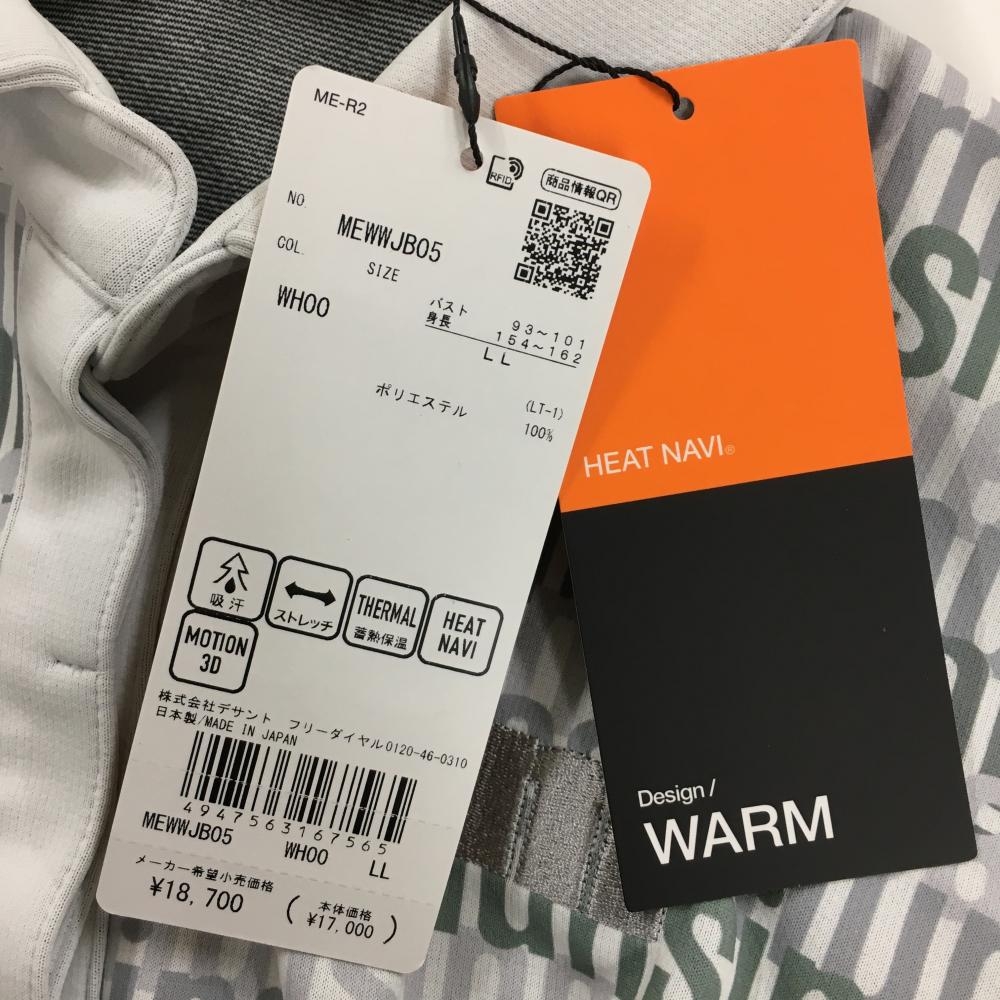 ME-R2
RFID
商品情報QR
NO.
MEWWJB05
COL.
SIZE
WH00
バスト 93～101
身長 154～162
LL
ポリエステル (LT-1)
100%
吸汗
ストレッチ
THERMAL
蓄熱保温
HEAT
NAVI
MOTION
3D
株式会社デサント フリーダイヤル0120-46-0310
日本製/MADE IN JAPAN
4947563167565
MEWWJB05 WH00 LL
メーカー希望小売価格
¥18,700
(本体価格
¥17,000)
HEAT NAVI®
Design /
WARM